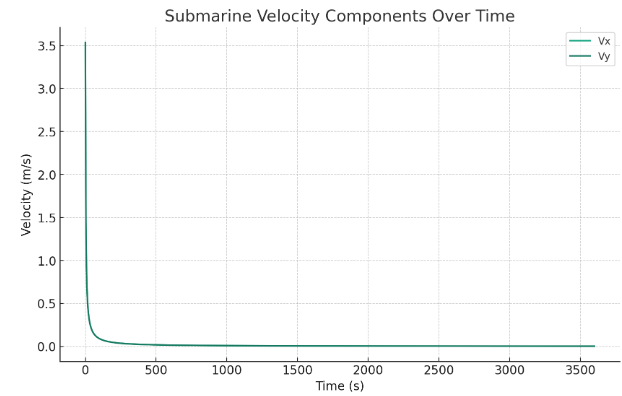 Submarine Velocity Components Over Time
Vx
Vy
3.5
3.0
2.5
2.0
1.5
1.0
0.5
0.0
Velocity (m/s)
0 500 1000 1500 2000 2500 3000 3500
Time (s)